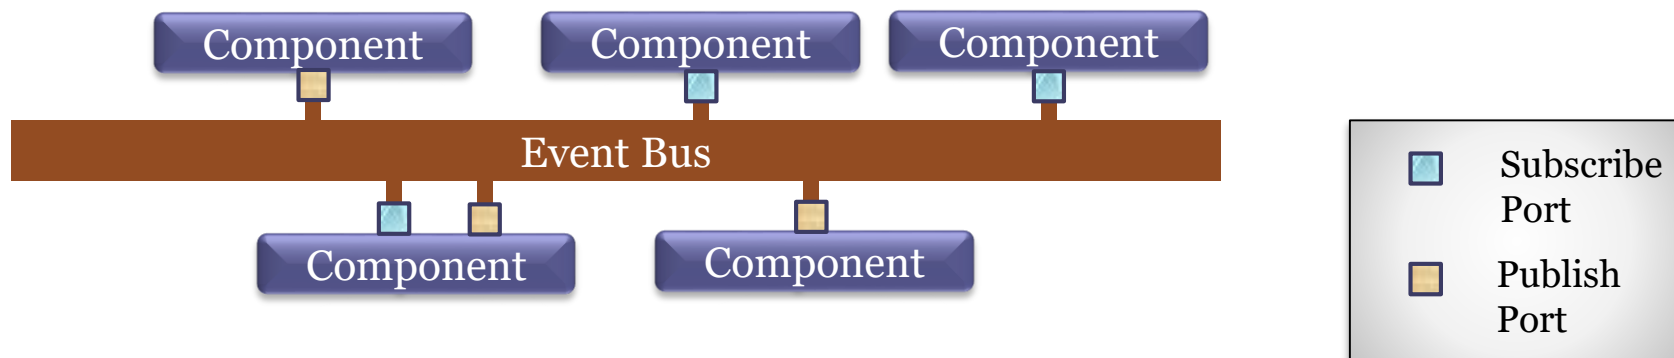 Component
Component
Component
Event Bus
Component
Component
Subscribe
Port
Publish
Port